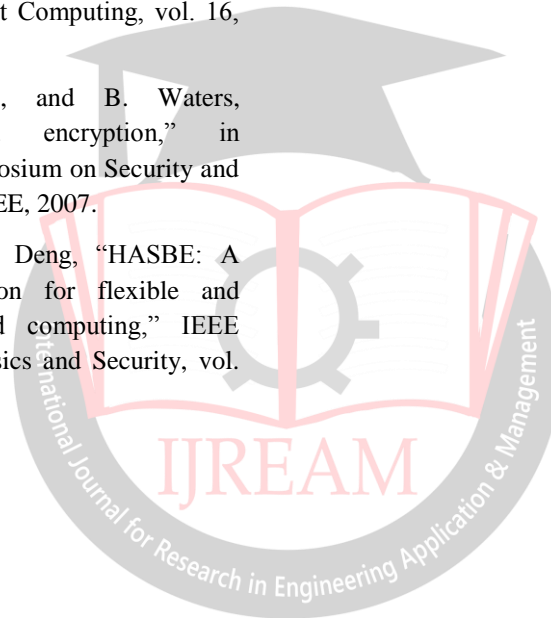 t Computing, vol. 16,
, and B. Waters,
encryption,” in
osium on Security and
EE, 2007.
Deng, “HASBE: A
on for flexible and
d computing,” IEEE
sics and Security, vol.
International Journal for Research in Engineering Application & Management
IJREAM